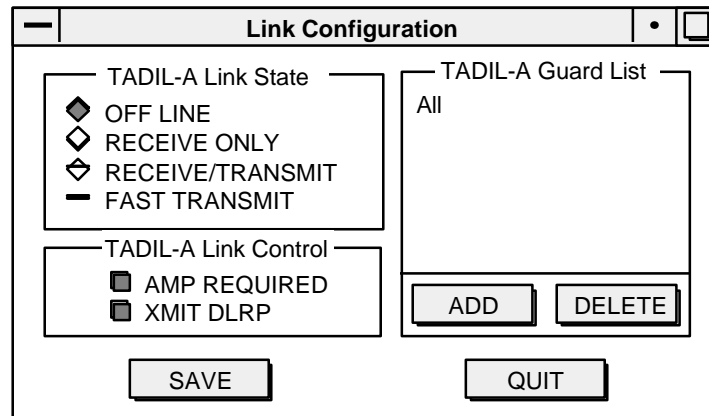 Link Configuration
TADIL-A Link State
OFF LINE
RECEIVE ONLY
RECEIVE/TRANSMIT
FAST TRANSMIT
TADIL-A Link Control
AMP REQUIRED
XMIT DLRP
TADIL-A Guard List
All
ADD
DELETE
SAVE
QUIT